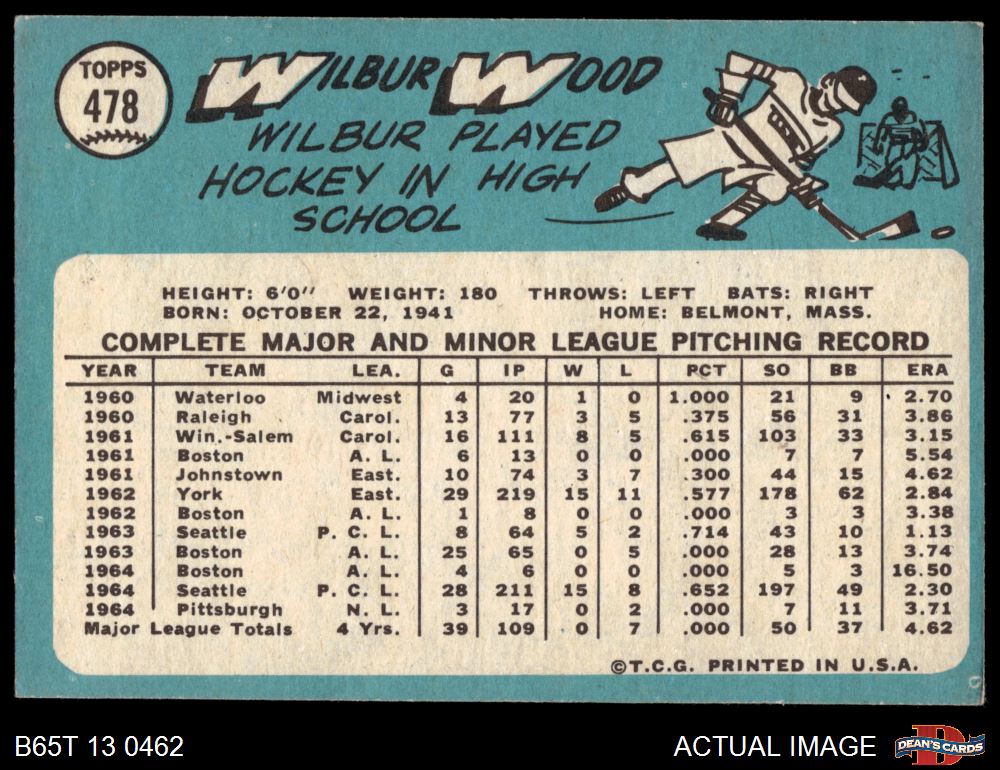 TOPPS
478
WILBUR WOOD
WILBUR PLAYED
HOCKEY IN HIGH
SCHOOL
HEIGHT: 6'0" WEIGHT: 180 THROWS: LEFT BATS: RIGHT
BORN: OCTOBER 22, 1941 HOME: BELMONT, MASS.
COMPLETE MAJOR AND MINOR LEAGUE PITCHING RECORD
YEAR TEAM LEA. G IP W L PCT SO BB ERA
1960 Waterloo Midwest 4 20 1 0 1.000 21 9 2.70
1960 Raleigh Carol. 13 77 3 5 .375 56 31 3.86
1961 Win.-Salem Carol. 16 111 8 5 .615 103 33 3.15
1961 Boston A. L. 6 13 0 0 .000 7 7 5.54
1961 Johnstown East. 10 74 3 7 .300 44 15 4.62
1962 York East. 29 219 15 11 .577 178 62 2.84
1962 Boston A. L. 1 8 0 0 .000 3 3 3.38
1963 Seattle P. C. L. 8 64 5 2 .714 43 10 1.13
1963 Boston A. L. 25 65 0 5 .000 28 13 3.74
1964 Boston A. L. 4 6 0 0 .000 5 3 16.50
1964 Seattle P. C. L. 28 211 15 8 .652 197 49 2.30
1964 Pittsburgh N. L. 3 17 0 2 .000 7 11 3.71
Major League Totals 4 Yrs. 39 109 0 7 .000 50 37 4.62
©T.C.G. PRINTED IN U.S.A.
B65T 13 0462 ACTUAL IMAGE
D
DEAN'S CARDS